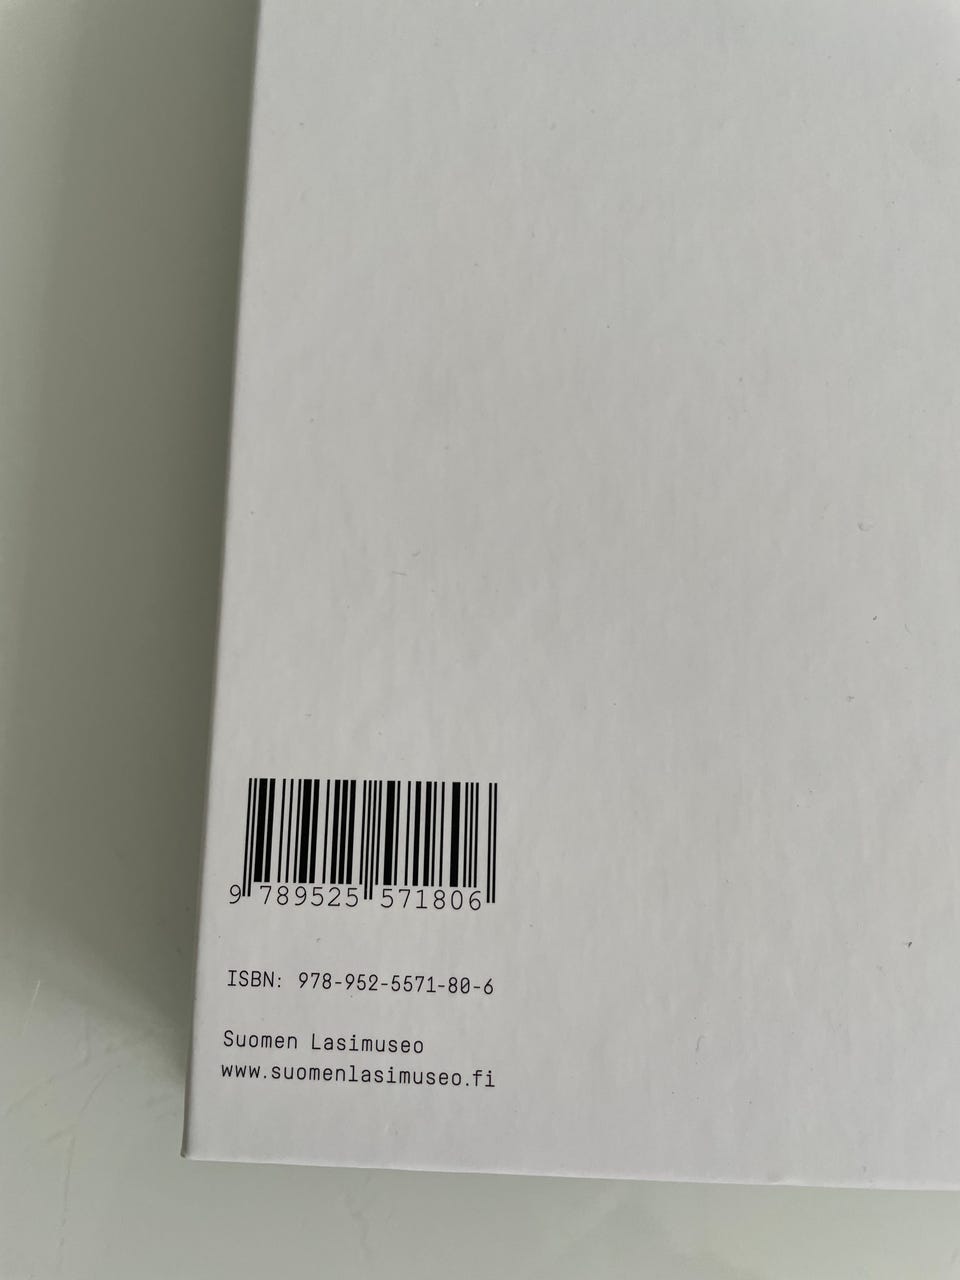 9 789525 571806
ISBN: 978-952-5571-80-6
Suomen Lasimuseo
www.suomenlasimuseo.fi